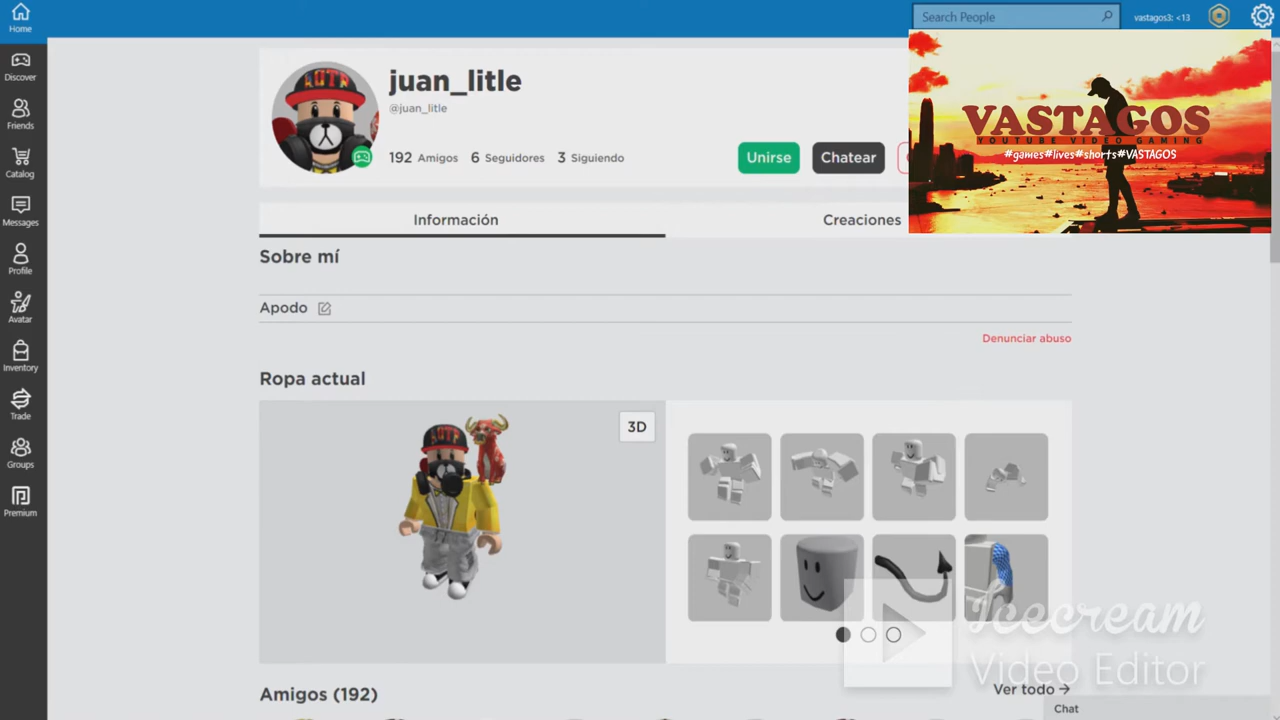 Home
Search People
vastagos3: <13
Discover
Friends
Catalog
Messages
Profile
Avatar
Inventory
Trade
Groups
Premium
AOTP
juan_litle
@juan_litle
192 Amigos 6 Seguidores 3 Siguiendo
Unirse
Chatear
VASTAGOS
YOUTUBE VIDEO GAMING
#games#lives#shorts#VASTAGOS
Información
Creaciones
Sobre mí
Apodo
Denunciar abuso
Ropa actual
3D
AOTP
Icecream
Video Editor
Amigos (192)
Ver todo
Chat